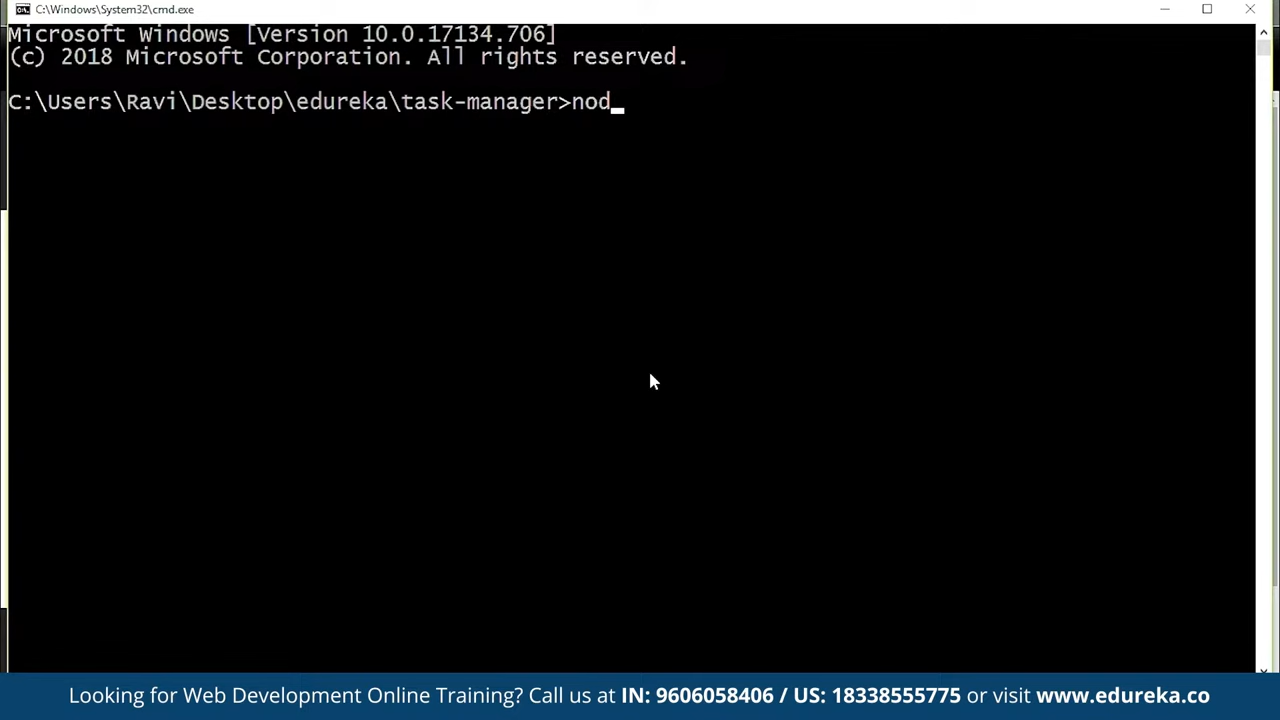 C:\Windows\System32\cmd.exe
Microsoft Windows [Version 10.0.17134.706]
(c) 2018 Microsoft Corporation. All rights reserved.
C:\Users\Ravi\Desktop\edureka\task-manager>nod_
Looking for Web Development Online Training? Call us at IN: 9606058406 / US: 18338555775 or visit www.edureka.co